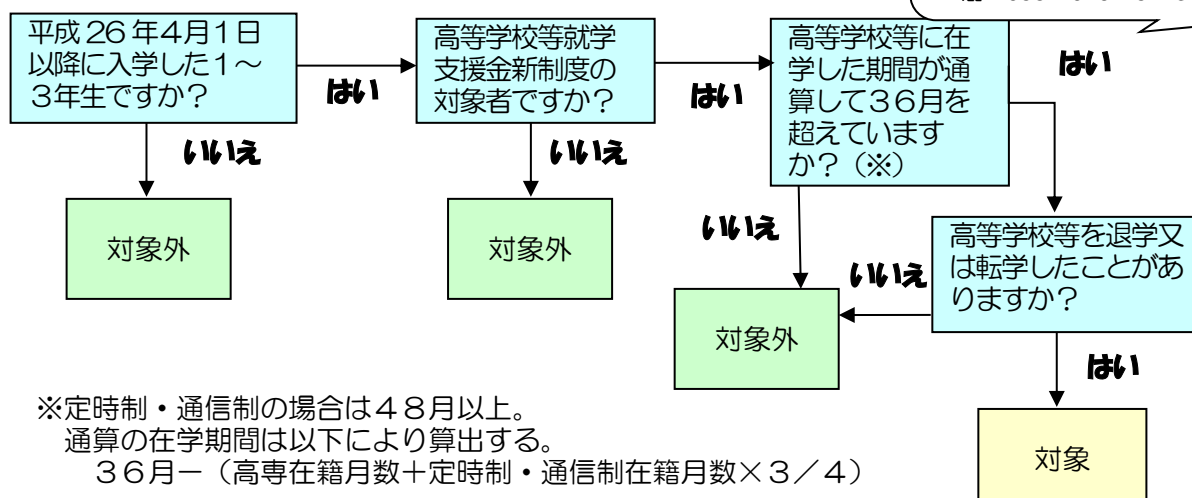 平成26年4月1日
以降に入学した1～
3年生ですか？
はい
高等学校等就学
支援金新制度の
対象者ですか？
はい
高等学校等に在
学した期間が通
算して36月を
超えています
か？（※）
はい
いいえ
対象外
いいえ
対象外
いいえ
対象外
高等学校等を退学又
は転学したことがあ
りますか？
いいえ
はい
対象
※定時制・通信制の場合は４８月以上。
通算の在学期間は以下により算出する。
３６月－（高専在籍月数＋定時制・通信制在籍月数×３／４）